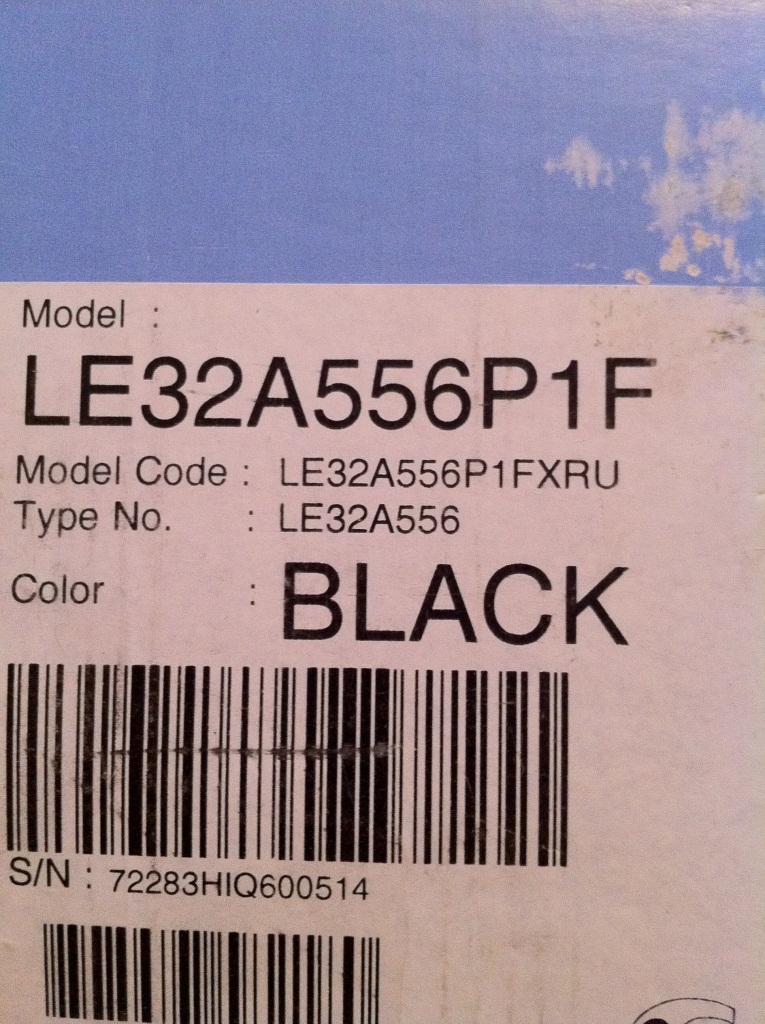 Model :
LE32A556P1F
Model Code : LE32A556P1FXRU
Type No. : LE32A556
Color : BLACK
S/N : 72283HIQ600514